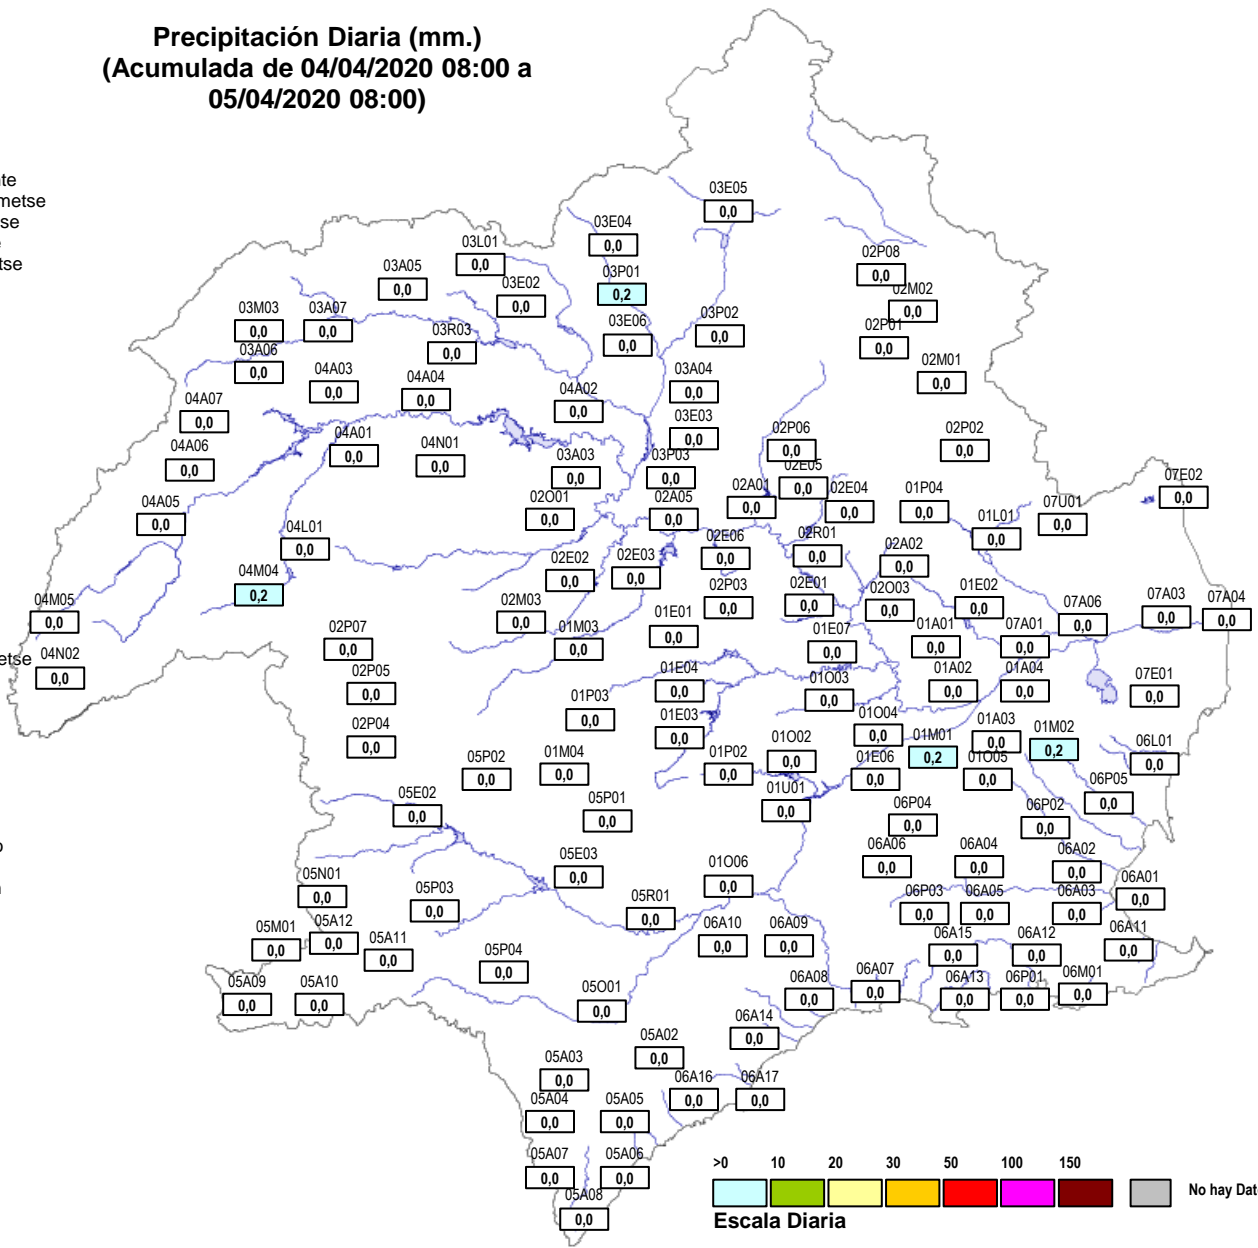 Precipitación Diaria (mm.)
(Acumulada de 04/04/2020 08:00 a
05/04/2020 08:00)
te
metse
se
tse
03E05
0,0
03E04
0,0
03L01
0,0
03P01
0,2
02P08
0,0
03A05
0,0
03E02
0,0
02M02
0,0
03M03
0,0
03A07
0,0
03R03
0,0
03E06
0,0
03P02
0,0
02P01
0,0
03A06
0,0
02M01
0,0
04A03
0,0
04A04
0,0
04A02
0,0
03A04
0,0
04A07
0,0
03E03
0,0
04A01
0,0
04N01
0,0
02P06
0,0
02P02
0,0
04A06
0,0
03A03
0,0
03P03
0,0
02E05
0,0
07E02
0,0
02A01
0,0
02E04
0,0
01P04
0,0
04A05
0,0
02O01
0,0
02A05
0,0
07U01
0,0
01L01
0,0
04L01
0,0
02E06
0,0
02R01
0,0
02A02
0,0
04M04
0,2
02E02
0,0
02E03
0,0
04M05
0,0
02M03
0,0
02P03
0,0
02E01
0,0
02O03
0,0
01E02
0,0
07A06
0,0
07A03
0,0
07A04
0,0
02P07
0,0
01M03
0,0
01E01
0,0
01E07
0,0
01A01
0,0
07A01
0,0
etse
04N02
0,0
02P05
0,0
01E04
0,0
01O03
0,0
01A02
0,0
01A04
0,0
07E01
0,0
01P03
0,0
02P04
0,0
01E03
0,0
01O04
0,0
01M01
0,2
01A03
0,0
01M02
0,2
06L01
0,0
05P02
0,0
01M04
0,0
01P02
0,0
01O02
0,0
01E06
0,0
01O05
0,0
05E02
0,0
05P01
0,0
01U01
0,0
06P04
0,0
06P02
0,0
06P05
0,0
o
05E03
0,0
01O06
0,0
06A06
0,0
06A04
0,0
06A02
0,0
05N01
0,0
05P03
0,0
05R01
0,0
06P03
0,0
06A05
0,0
06A03
0,0
06A01
0,0
05M01
0,0
05A12
0,0
05A11
0,0
06A10
0,0
06A09
0,0
06A15
0,0
06A12
0,0
06A11
0,0
05P04
0,0
05A09
0,0
05A10
0,0
05O01
0,0
06A08
0,0
06A07
0,0
06A13
0,0
06P01
0,0
06M01
0,0
06A14
0,0
05A02
0,0
05A03
0,0
06A16
0,0
06A17
0,0
05A04
0,0
05A05
0,0
05A07
0,0
05A06
0,0
05A08
0,0
>0 10 20 30 50 100 150
No hay Dat
Escala Diaria